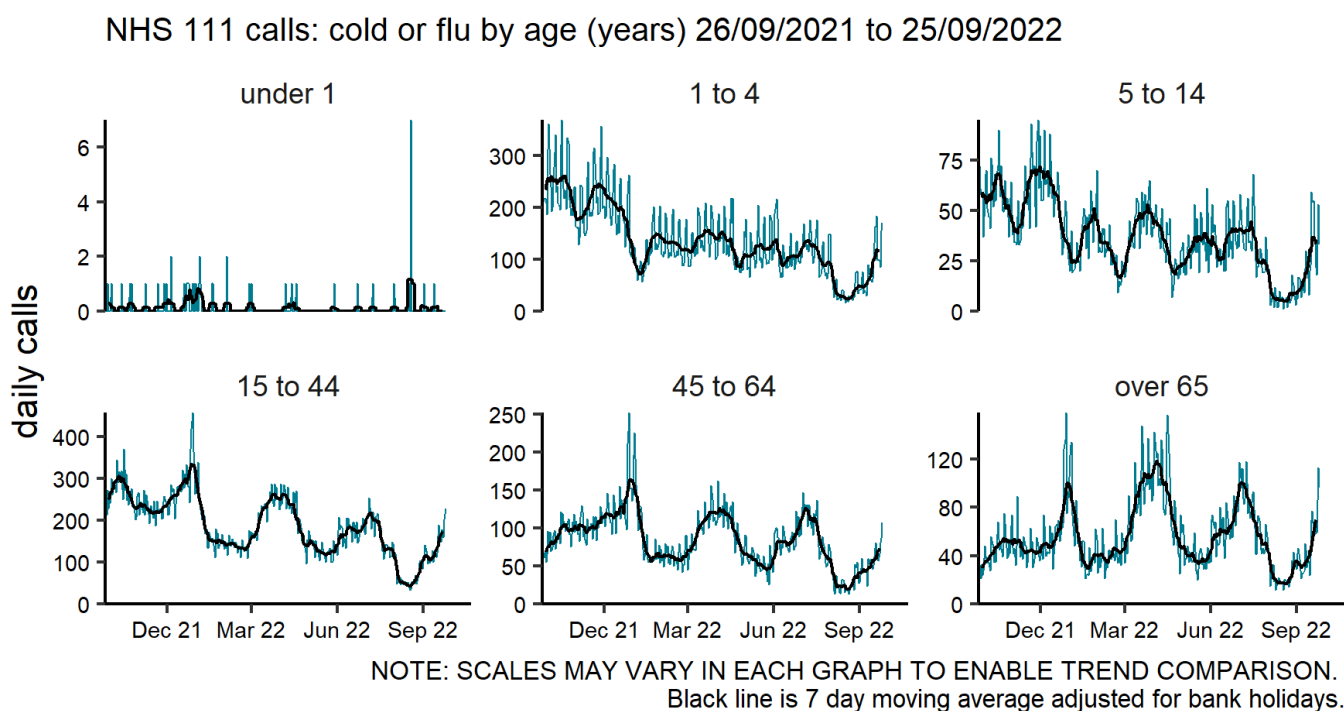 NHS 111 calls: cold or flu by age (years) 26/09/2021 to 25/09/2022
under 1
1 to 4
5 to 14
6
4
2
0
300
200
100
0
75
50
25
0
daily calls
15 to 44
45 to 64
over 65
400
300
200
100
0
250
200
150
100
50
0
120
80
40
0
Dec 21 Mar 22 Jun 22 Sep 22
Dec 21 Mar 22 Jun 22 Sep 22
Dec 21 Mar 22 Jun 22 Sep 22
NOTE: SCALES MAY VARY IN EACH GRAPH TO ENABLE TREND COMPARISON.
Black line is 7 day moving average adjusted for bank holidays.